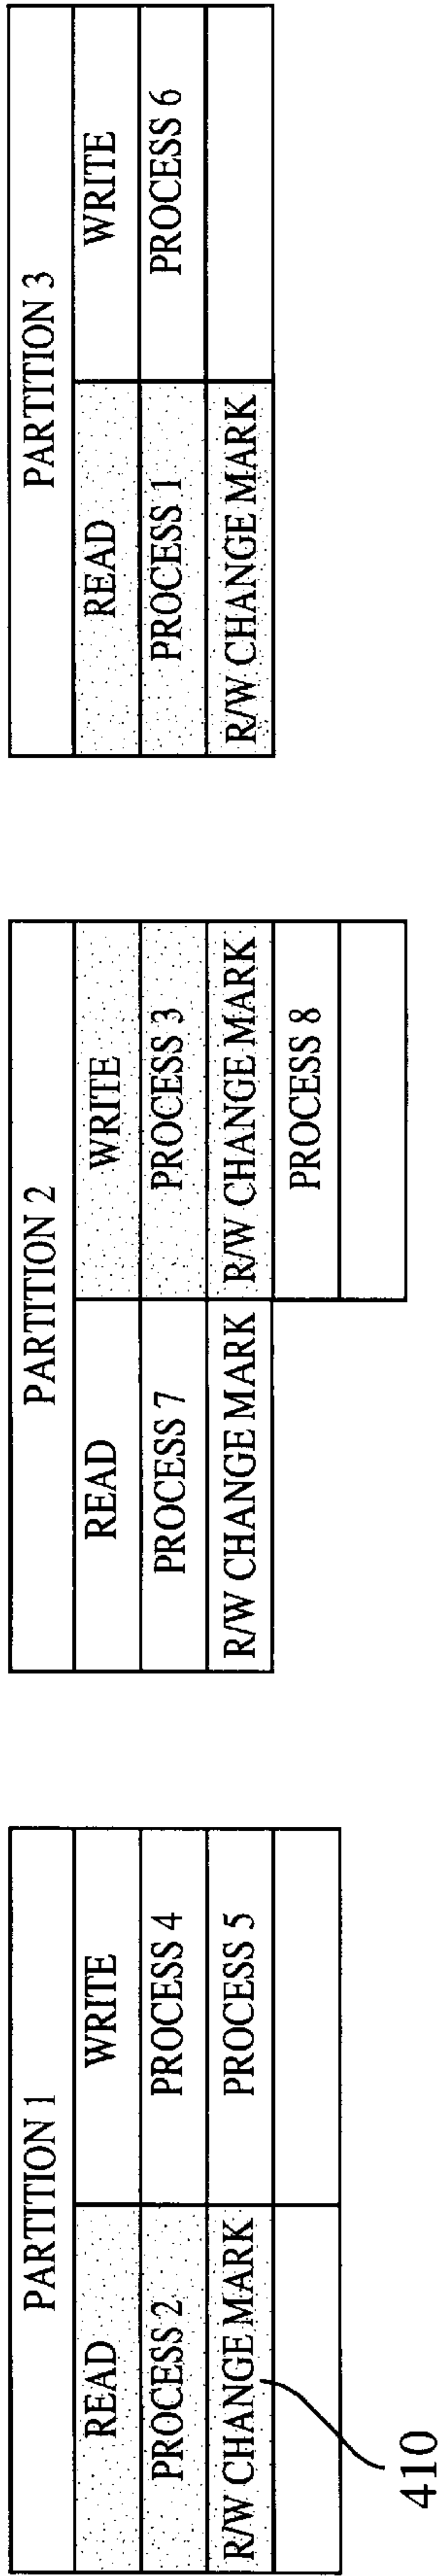 PARTITION 1
READ WRITE
PROCESS 2 PROCESS 4
R/W CHANGE MARK PROCESS 5
410
PARTITION 2
READ WRITE
PROCESS 7 PROCESS 3
R/W CHANGE MARK R/W CHANGE MARK
PROCESS 8
PARTITION 3
READ WRITE
PROCESS 1 PROCESS 6
R/W CHANGE MARK